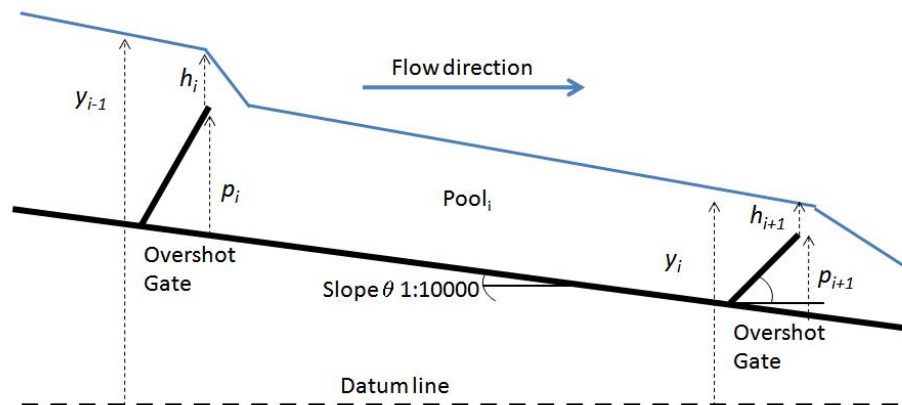 Flow direction
h_i
y_{i-1}
p_i
Pool_i
h_{i+1}
Overshot
Gate
y_i
p_{i+1}
Slope θ 1:10000
Overshot
Gate
Datum line